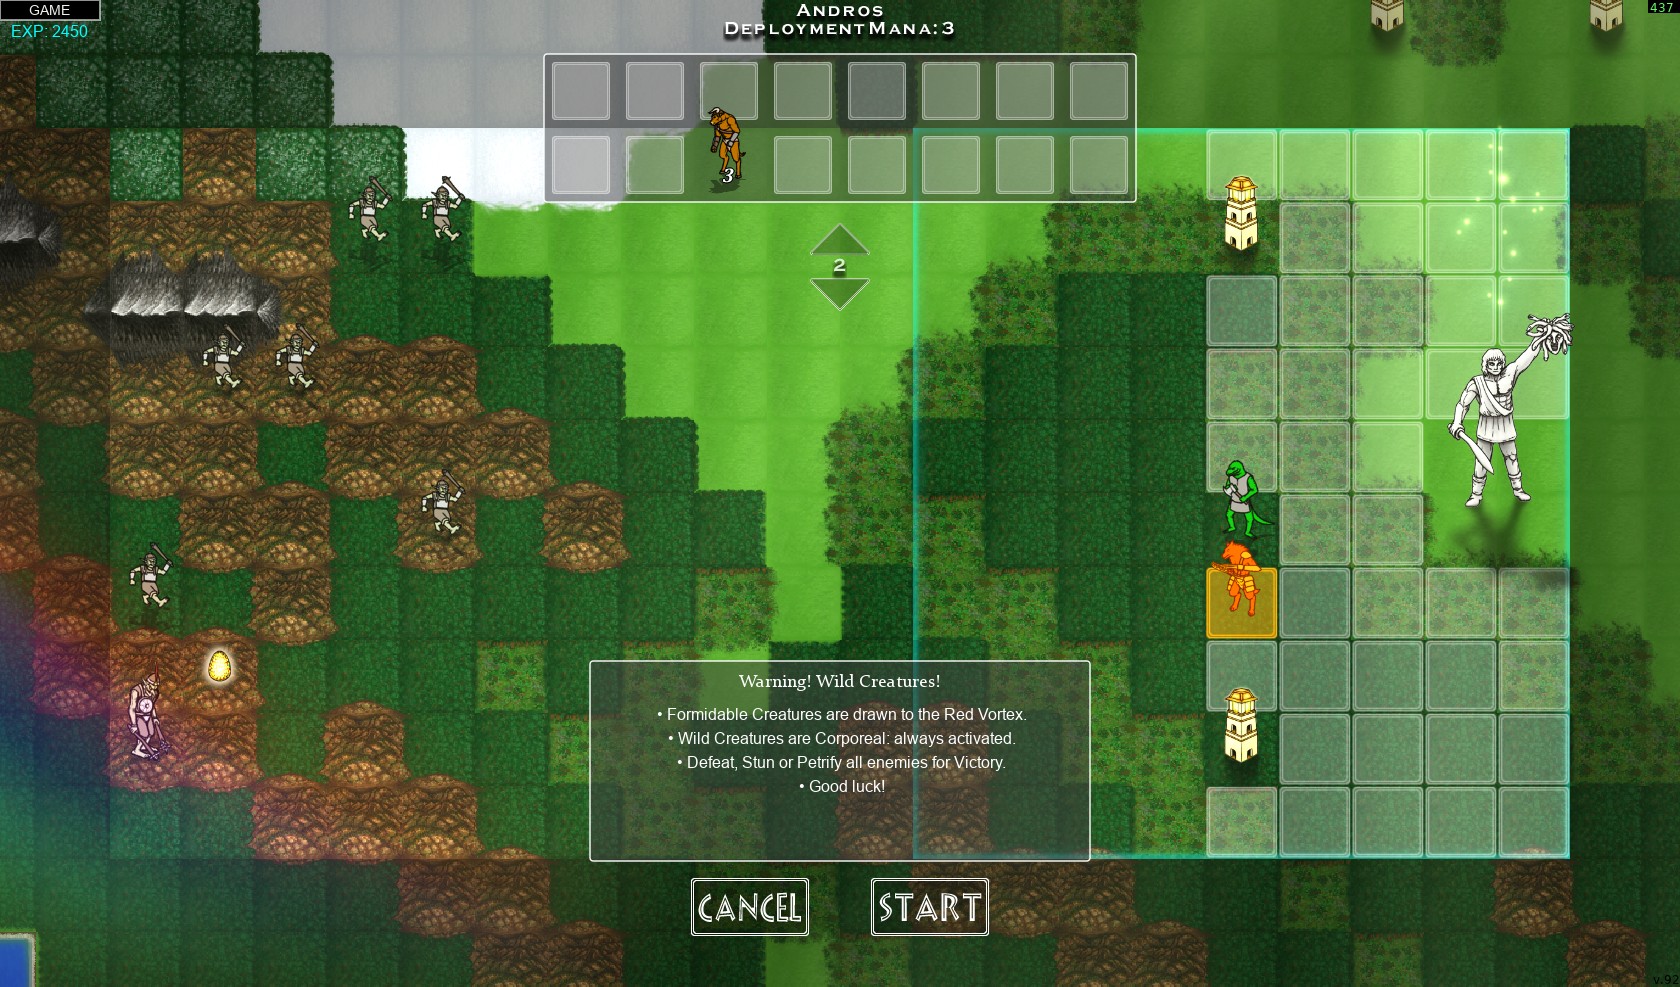 GAME
EXP: 2450
Andros
Deployment Mana: 3
437
3
2
Warning! Wild Creatures!
• Formidable Creatures are drawn to the Red Vortex.
• Wild Creatures are Corporeal: always activated.
• Defeat, Stun or Petrify all enemies for Victory.
• Good luck!
CANCEL
START
v.92